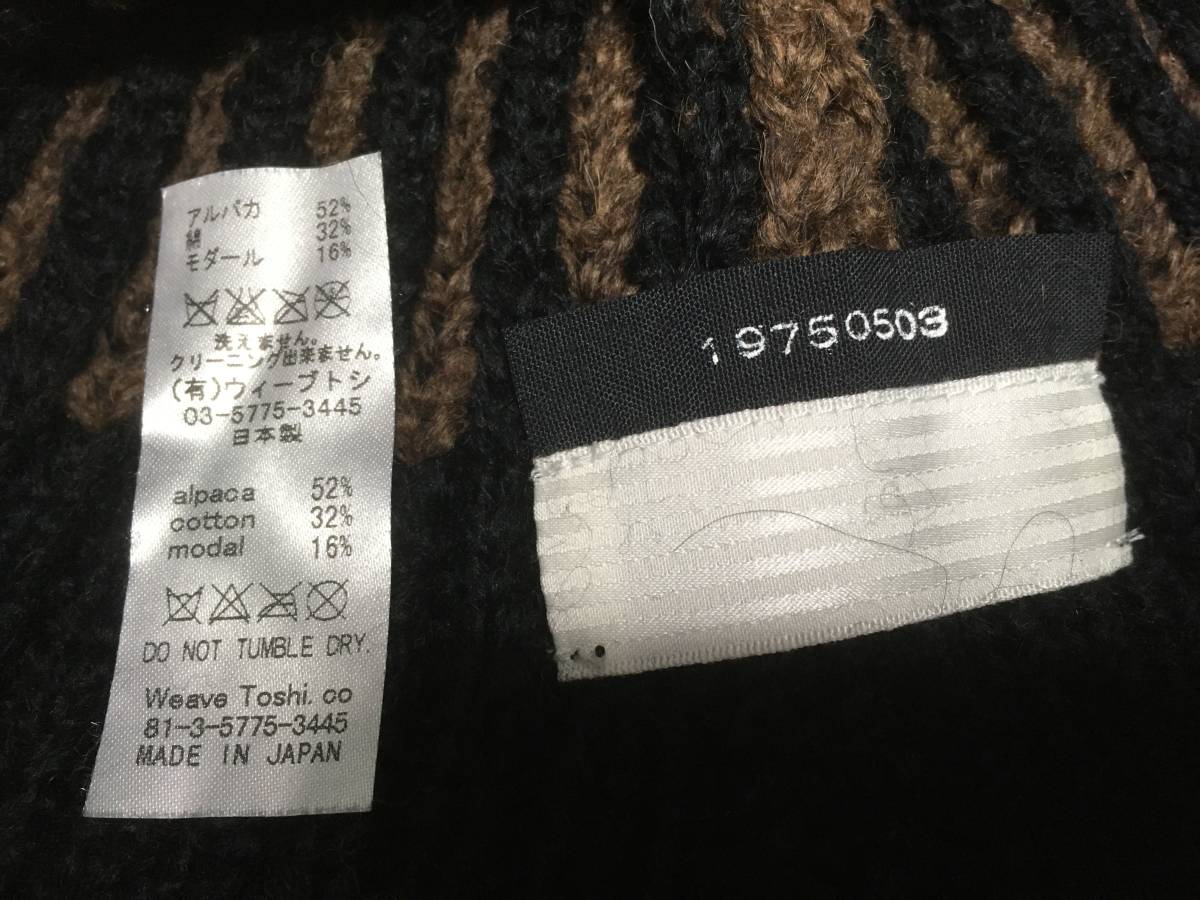 アルパカ 52%
綿 32%
モダール 16%
洗えません。
クリーニング出来ません。
(有)ウィーブトシ
03-5775-3445
日本製
alpaca 52%
cotton 32%
modal 16%
DO NOT TUMBLE DRY.
Weave Toshi.co
81-3-5775-3445
MADE IN JAPAN
19750503